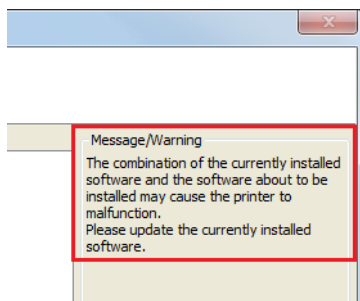 Message/Warning
The combination of the currently installed
software and the software about to be
installed may cause the printer to
malfunction.
Please update the currently installed
software.